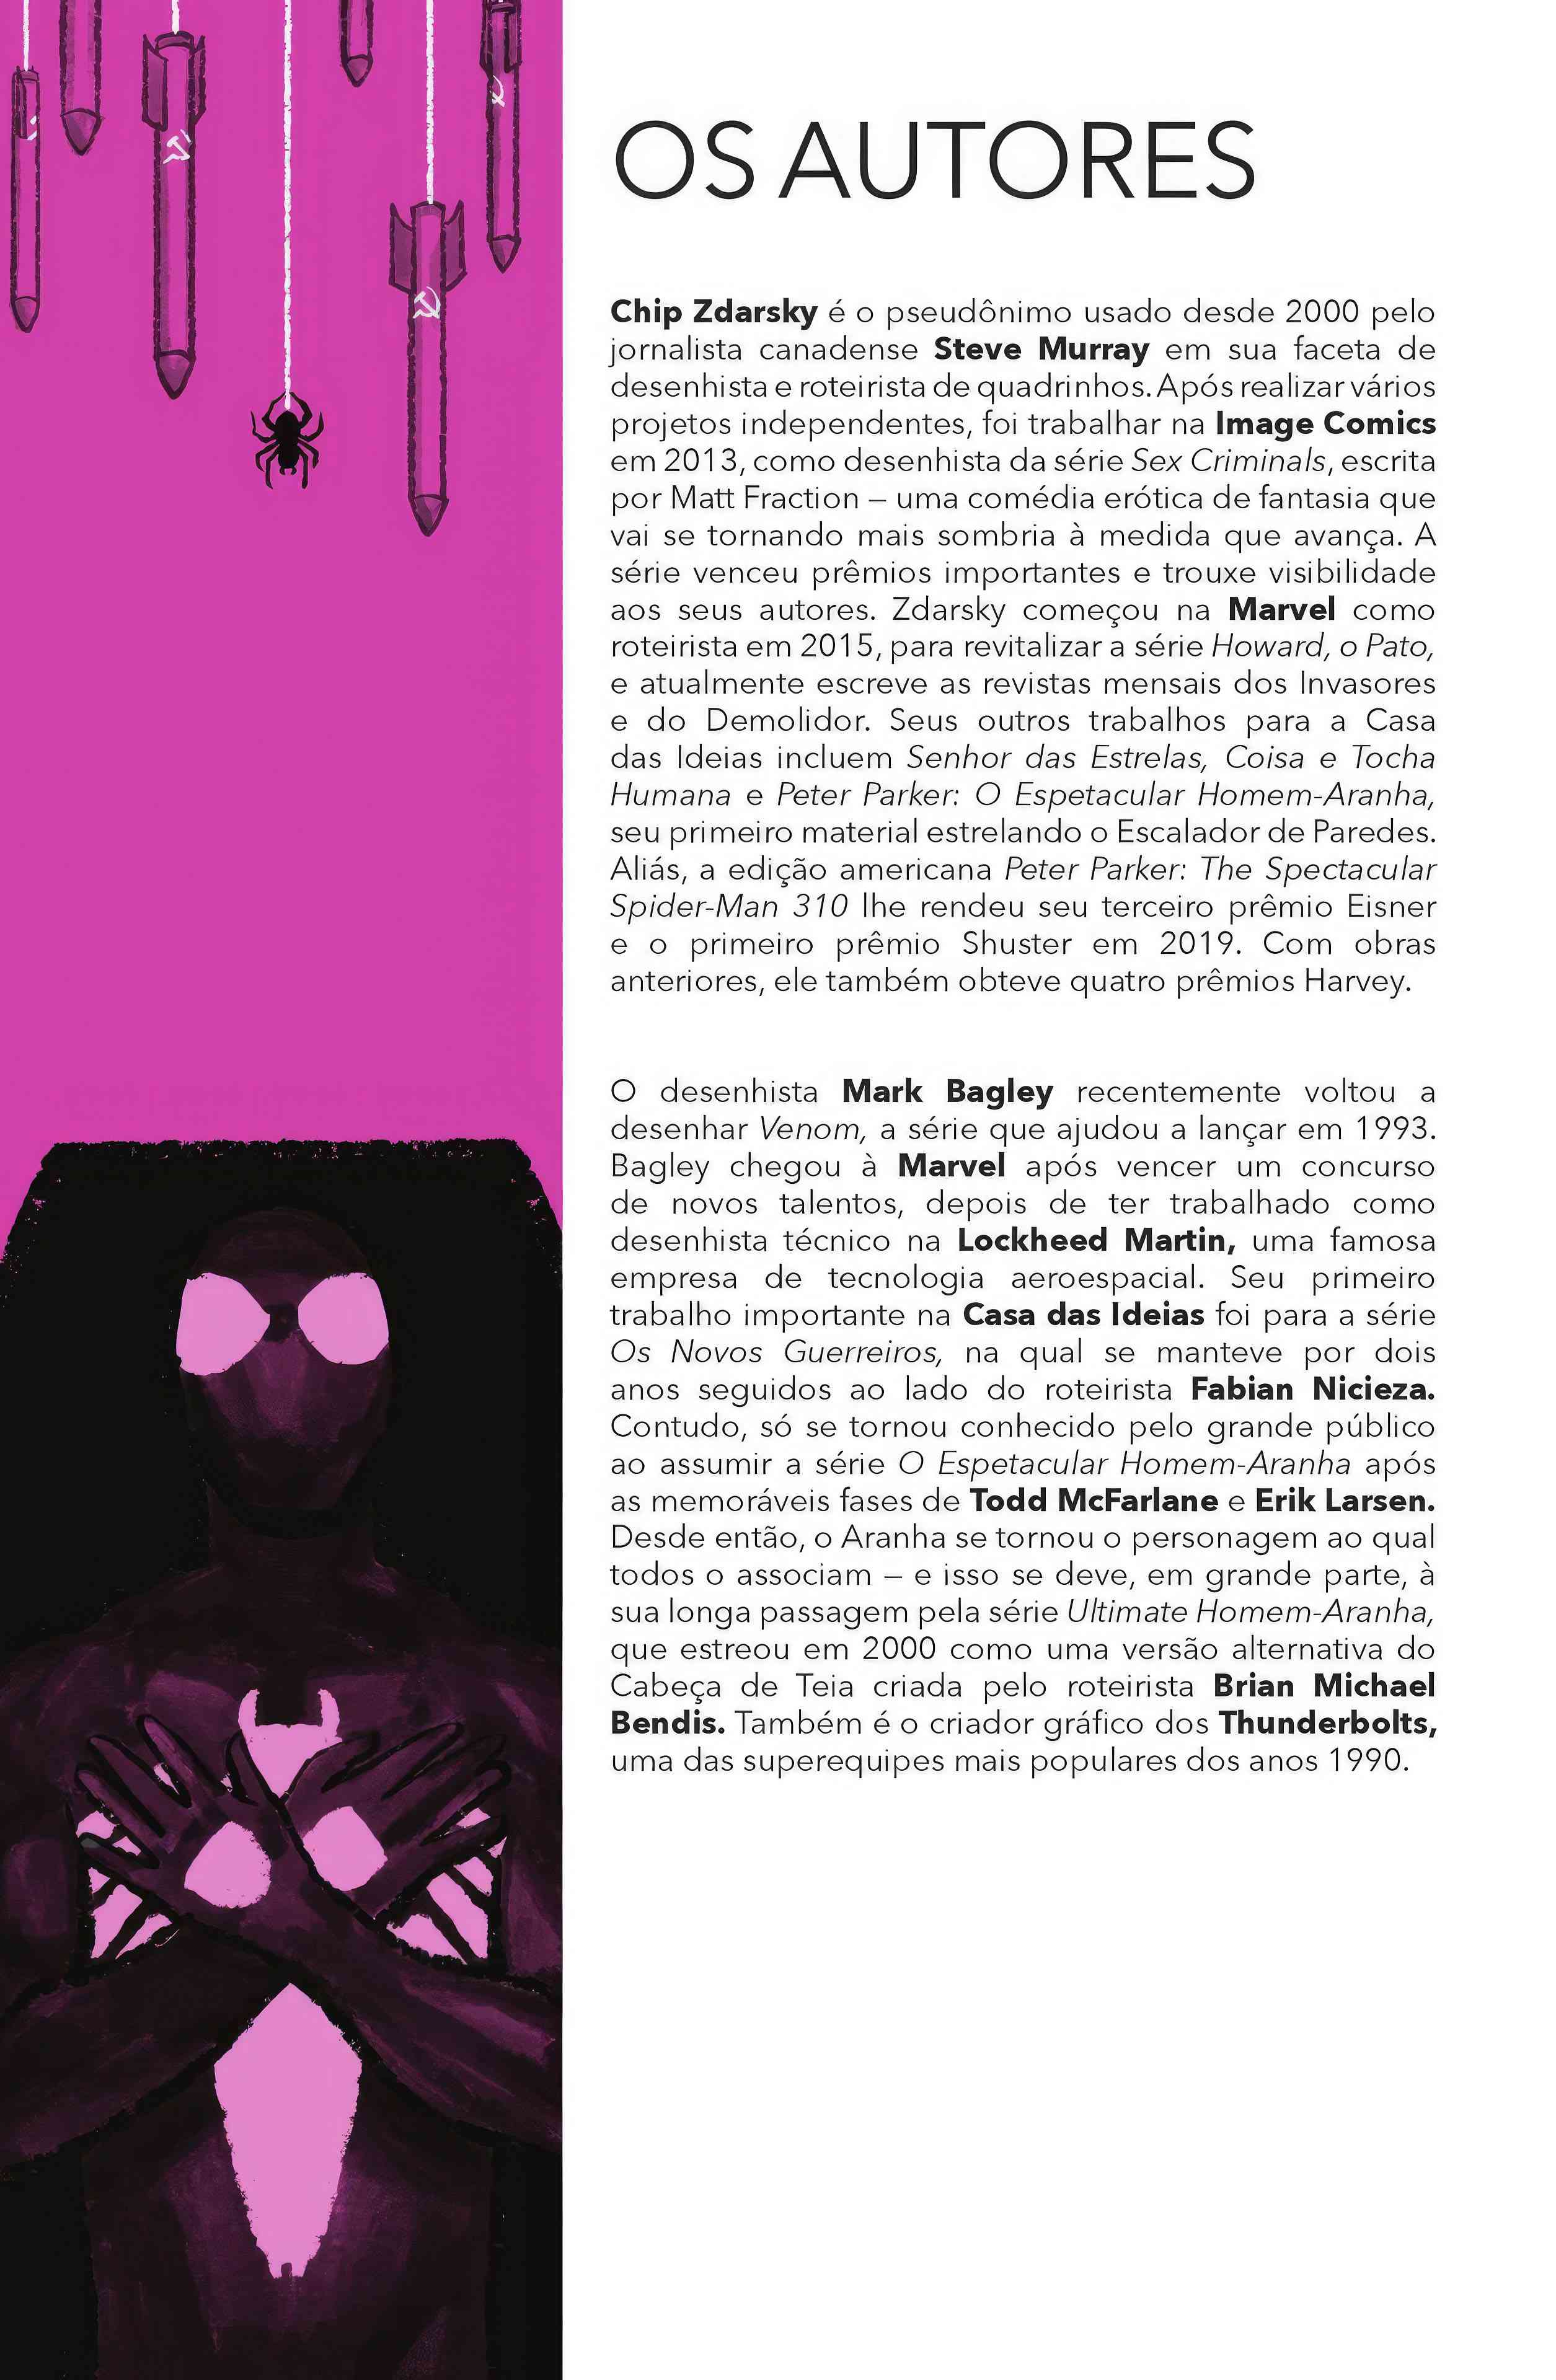 OS AUTORES
Chip Zdarsky é o pseudônimo usado desde 2000 pelo
jornalista canadense Steve Murray em sua faceta de
desenhista e roteirista de quadrinhos. Após realizar vários
projetos independentes, foi trabalhar na Image Comics
em 2013, como desenhista da série Sex Criminals, escrita
por Matt Fraction – uma comédia erótica de fantasia que
vai se tornando mais sombria à medida que avança. A
série venceu prêmios importantes e trouxe visibilidade
aos seus autores. Zdarsky começou na Marvel como
roteirista em 2015, para revitalizar a série Howard, o Pato,
e atualmente escreve as revistas mensais dos Invasores
e do Demolidor. Seus outros trabalhos para a Casa
das Ideias incluem Senhor das Estrelas, Coisa e Tocha
Humana e Peter Parker: O Espetacular Homem-Aranha,
seu primeiro material estrelando o Escalador de Paredes.
Aliás, a edição americana Peter Parker: The Spectacular
Spider-Man 310 lhe rendeu seu terceiro prêmio Eisner
e o primeiro prêmio Shuster em 2019. Com obras
anteriores, ele também obteve quatro prêmios Harvey.
O desenhista Mark Bagley recentemente voltou a
desenhar Venom, a série que ajudou a lançar em 1993.
Bagley chegou à Marvel após vencer um concurso
de novos talentos, depois de ter trabalhado como
desenhista técnico na Lockheed Martin, uma famosa
empresa de tecnologia aeroespacial. Seu primeiro
trabalho importante na Casa das Ideias foi para a série
Os Novos Guerreiros, na qual se manteve por dois
anos seguidos ao lado do roteirista Fabian Nicieza.
Contudo, só se tornou conhecido pelo grande público
ao assumir a série O Espetacular Homem-Aranha após
as memoráveis fases de Todd McFarlane e Erik Larsen.
Desde então, o Aranha se tornou o personagem ao qual
todos o associam – e isso se deve, em grande parte, à
sua longa passagem pela série Ultimate Homem-Aranha,
que estreou em 2000 como uma versão alternativa do
Cabeça de Teia criada pelo roteirista Brian Michael
Bendis. Também é o criador gráfico dos Thunderbolts,
uma das superequipes mais populares dos anos 1990.